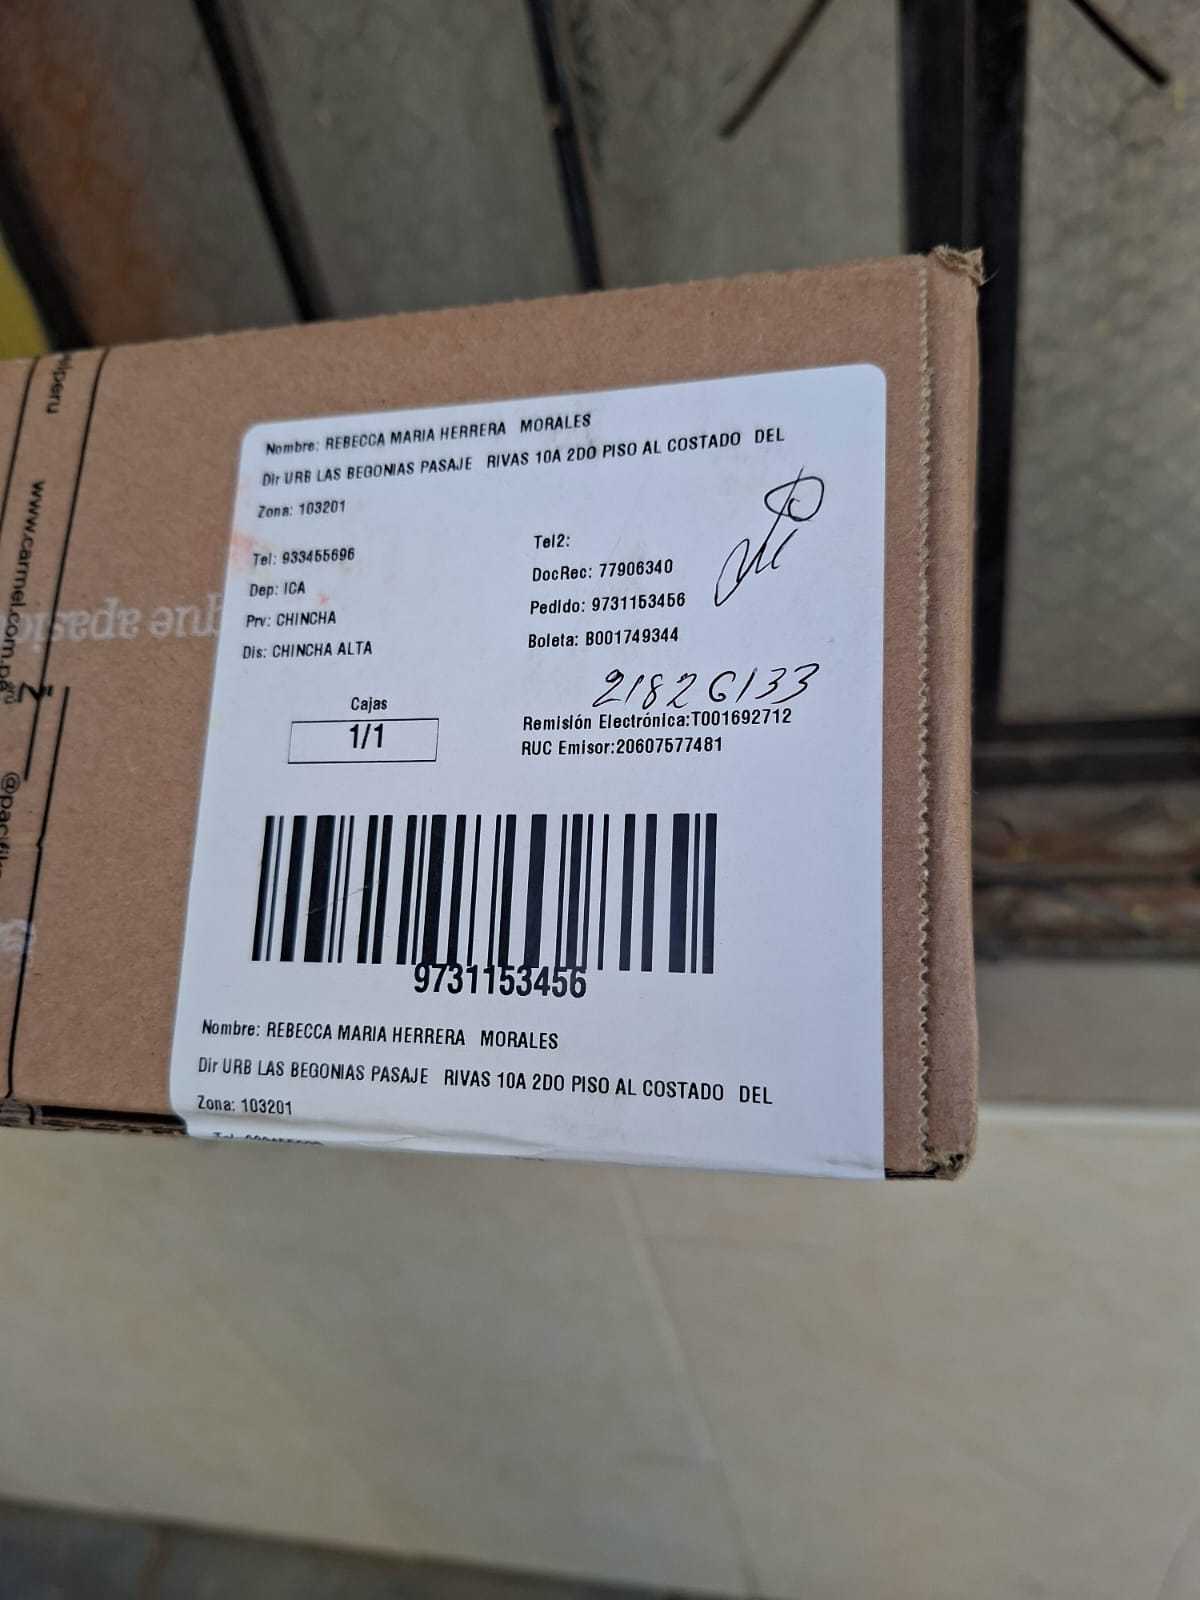 Nombre: REBECCA MARIA HERRERA MORALES
Dir URB LAS BEGONIAS PASAJE RIVAS 10A 2DO PISO AL COSTADO DEL
Zona: 103201
Tel: 933455696
Tel2:
Dep: ICA
DocRec: 77906340
Prv: CHINCHA
Pedido: 9731153456
Dis: CHINCHA ALTA
Boleta: B001749344
21826133
Cajas
1/1
Remisión Electrónica:T001692712
RUC Emisor:20607577481
9731153456
Nombre: REBECCA MARIA HERRERA MORALES
Dir URB LAS BEGONIAS PASAJE RIVAS 10A 2DO PISO AL COSTADO DEL
Zona: 103201
www.carmel.com.pe
que